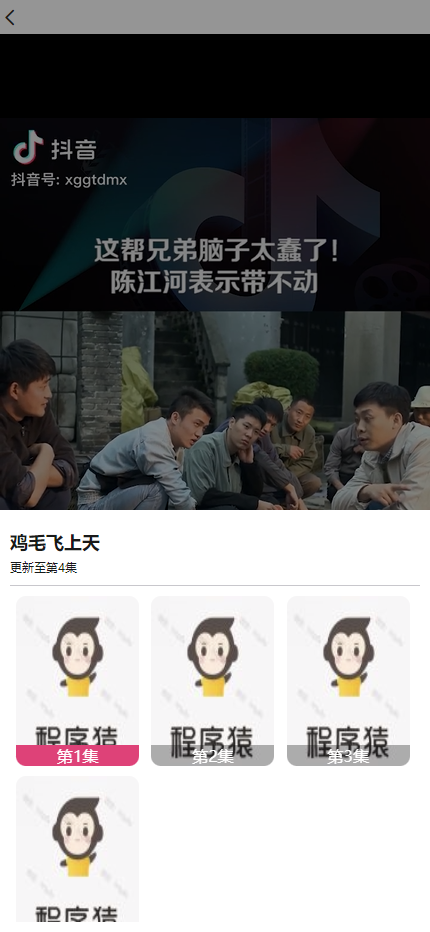 抖音
抖音号: xggtdmx
这帮兄弟脑子太蠢了!
陈江河表示带不动
鸡毛飞上天
更新至第4集
程序猿
第1集
程序猿
第2集
程序猿
第3集
程序猿